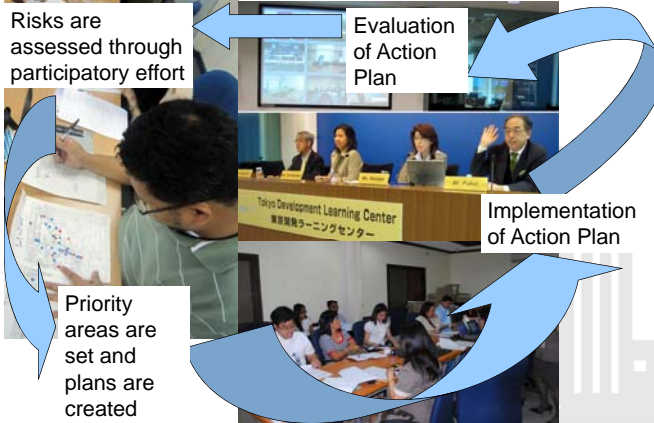 Risks are
assessed through
participatory effort
Evaluation
of Action
Plan
Mr. Fukui
Tokyo Development Learning Center
東京開発ラーニングセンター
Implementation
of Action Plan
Priority
areas are
set and
plans are
created